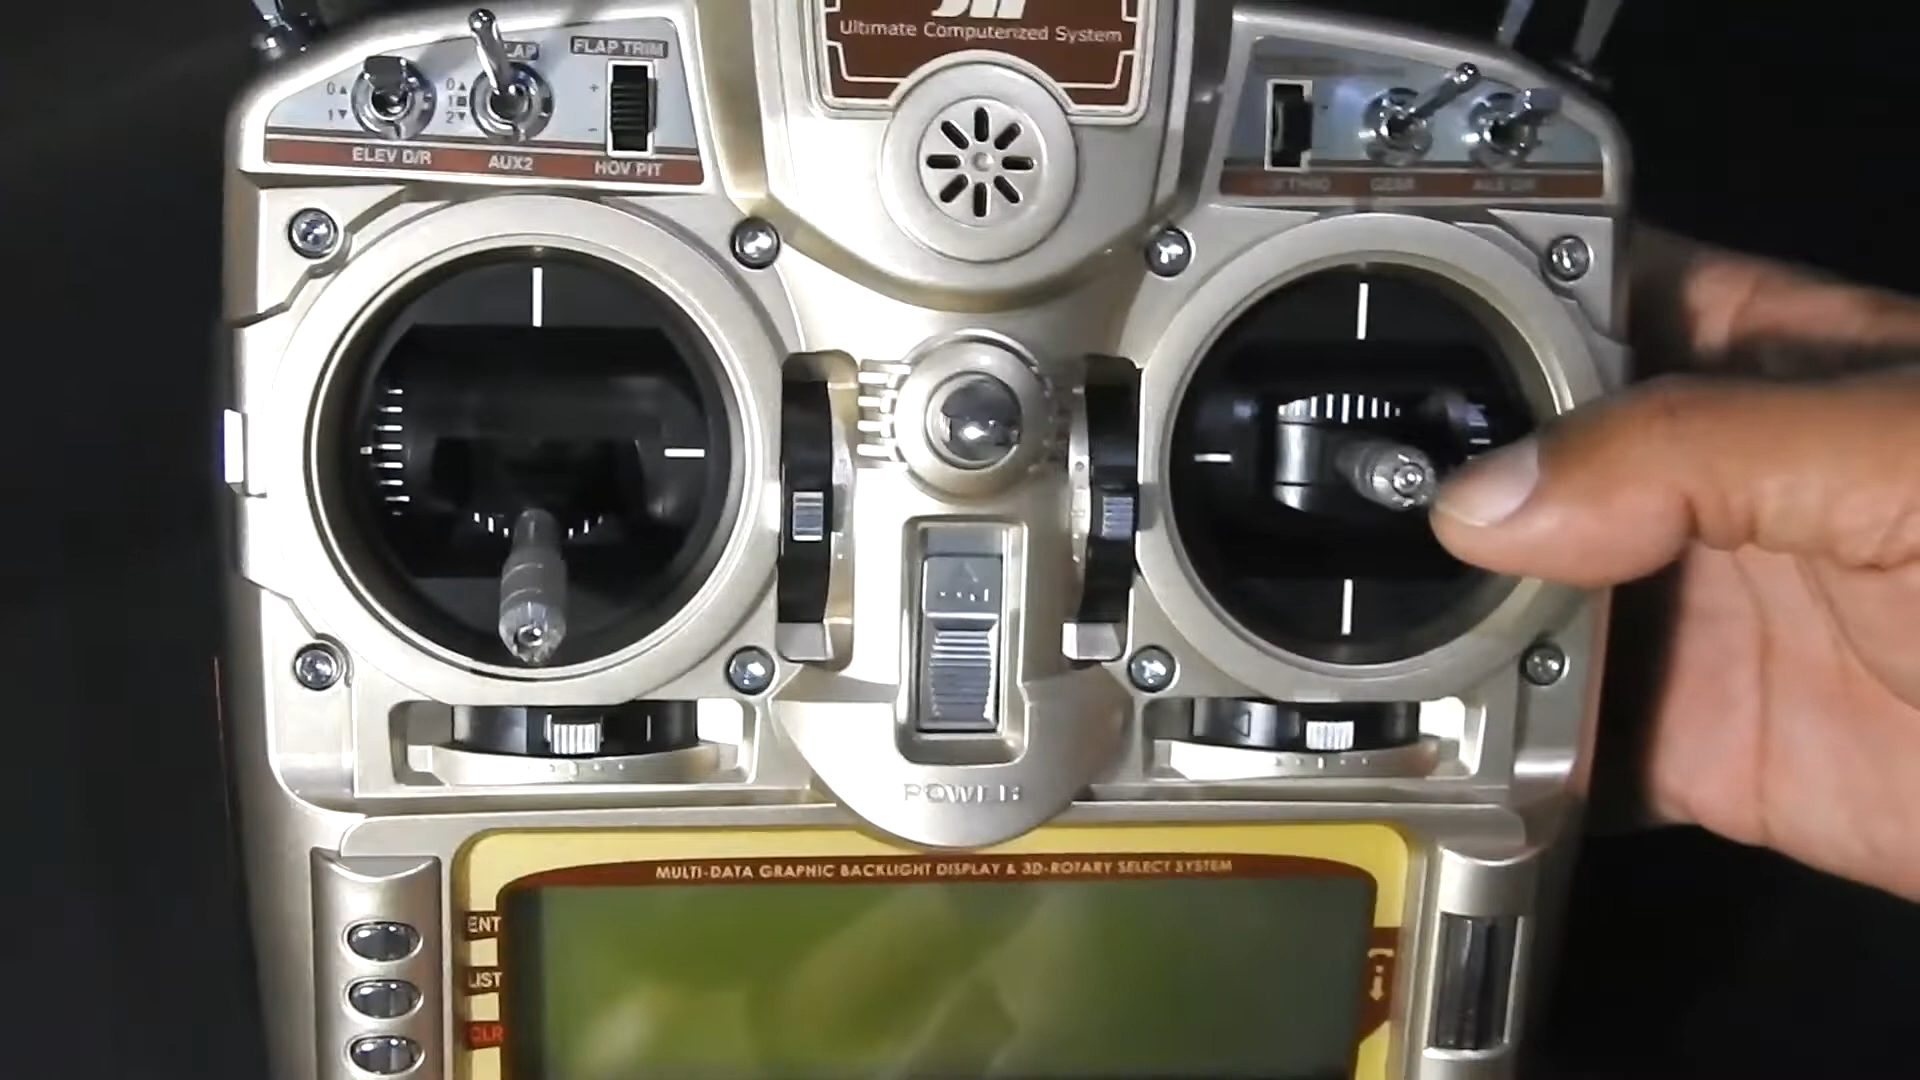 Ultimate Computerized System
FLAP TRIM
0▲
1▼
0▲
1■
2▼
+
−
ELEV D/R
AUX2
HOV PIT
GEAR
POWER
MULTI-DATA GRAPHIC BACKLIGHT DISPLAY & 3D-ROTARY SELECT SYSTEM
ENT
LIST
CLR